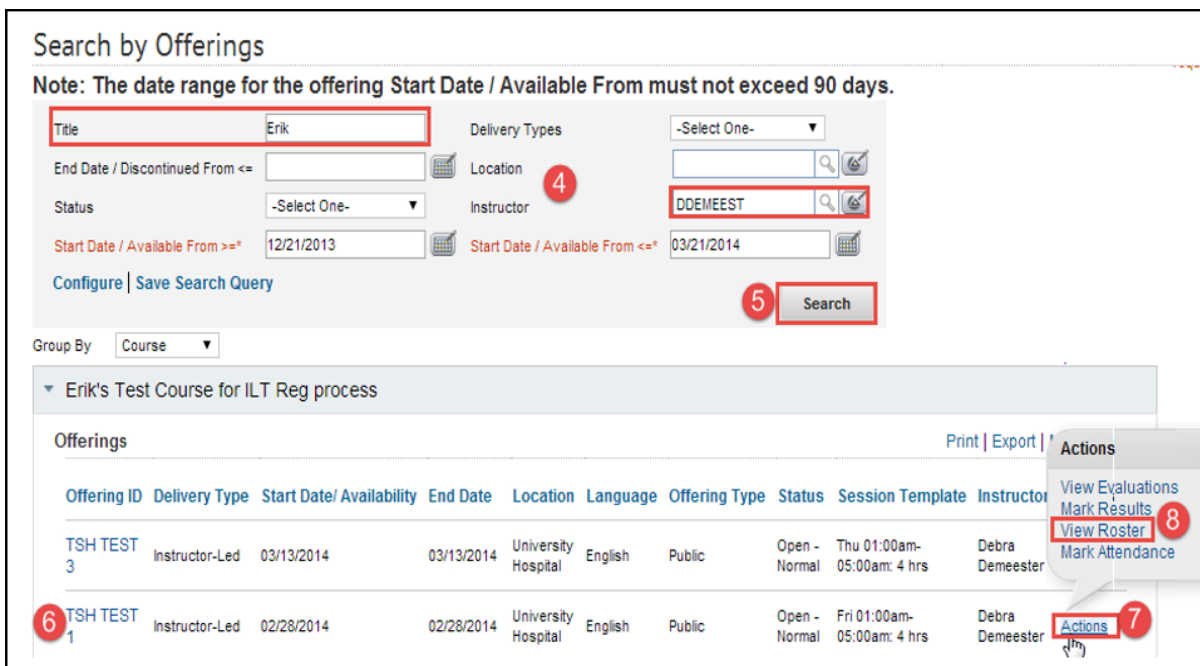 Search by Offerings
Note: The date range for the offering Start Date / Available From must not exceed 90 days.
Title Erik Delivery Types -Select One-
End Date / Discontinued From <= Location
4
Status -Select One- Instructor DDEMEEST
Start Date / Available From >=* 12/21/2013 Start Date / Available From <=* 03/21/2014
Configure | Save Search Query
5 Search
Group By Course
Erik's Test Course for ILT Reg process
Offerings Print | Export |
Actions
View Evaluations
Mark Results
View Roster 8
Mark Attendance
Offering ID Delivery Type Start Date/ Availability End Date Location Language Offering Type Status Session Template Instructor
TSH TEST 3 Instructor-Led 03/13/2014 03/13/2014 University Hospital English Public Open - Normal Thu 01:00am-05:00am: 4 hrs Debra Demeester
6 TSH TEST 1 Instructor-Led 02/28/2014 02/28/2014 University Hospital English Public Open - Normal Fri 01:00am-05:00am: 4 hrs Debra Demeester Actions 7